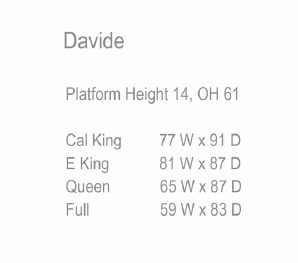 Davide
Platform Height 14, OH 61
Cal King 77 W x 91 D
E King 81 W x 87 D
Queen 65 W x 87 D
Full 59 W x 83 D